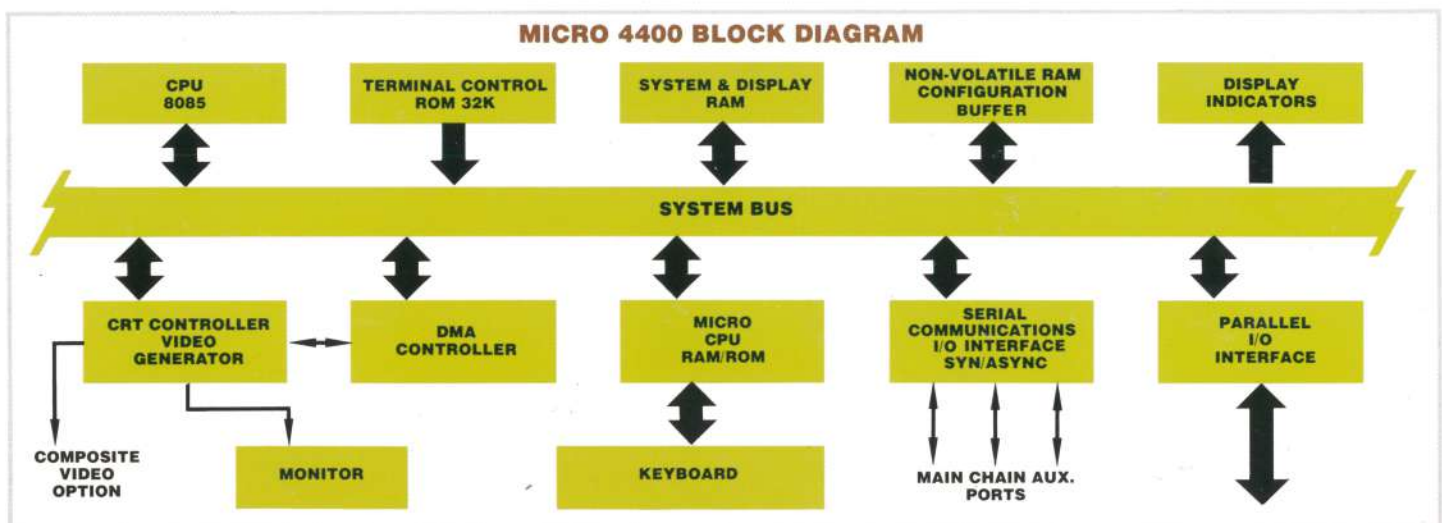 MICRO 4400 BLOCK DIAGRAM
CPU
8085
TERMINAL CONTROL
ROM 32K
SYSTEM & DISPLAY
RAM
NON-VOLATILE RAM
CONFIGURATION
BUFFER
DISPLAY
INDICATORS
SYSTEM BUS
CRT CONTROLLER
VIDEO
GENERATOR
DMA
CONTROLLER
MICRO
CPU
RAM/ROM
SERIAL
COMMUNICATIONS
I/O INTERFACE
SYN/ASYNC
PARALLEL
I/O
INTERFACE
COMPOSITE
VIDEO
OPTION
MONITOR
KEYBOARD
MAIN CHAIN AUX.
PORTS